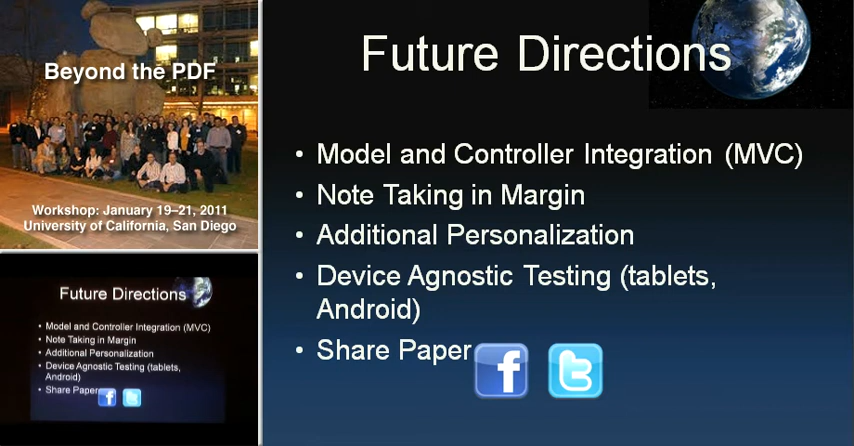 Beyond the PDF
Workshop: January 19–21, 2011
University of California, San Diego
Future Directions
• Model and Controller Integration (MVC)
• Note Taking in Margin
• Additional Personalization
• Device Agnostic Testing (tablets,
Android)
• Share Paper
f
t
Future Directions
• Model and Controller Integration (MVC)
• Note Taking in Margin
• Additional Personalization
• Device Agnostic Testing (tablets,
Android)
• Share Paper
f
t